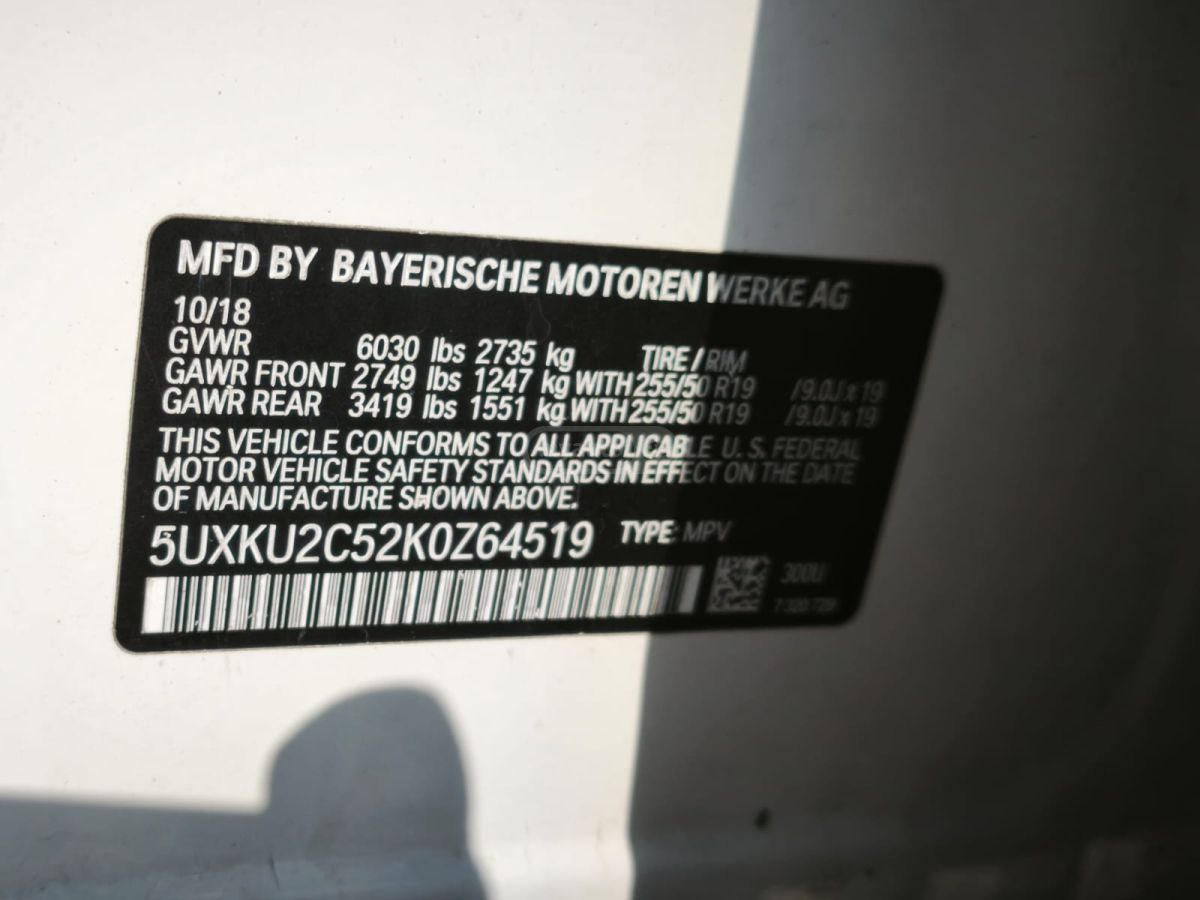 MFD BY BAYERISCHE MOTOREN WERKE AG
10/18
GVWR 6030 lbs 2735 kg TIRE / RIM
GAWR FRONT 2749 lbs 1247 kg WITH 255/50 R19 /9.0J x 19
GAWR REAR 3419 lbs 1551 kg WITH 255/50 R19 /9.0J x 19
THIS VEHICLE CONFORMS TO ALL APPLICABLE U. S. FEDERAL
MOTOR VEHICLE SAFETY STANDARDS IN EFFECT ON THE DATE
OF MANUFACTURE SHOWN ABOVE.
5UXKU2C52K0Z64519 TYPE: MPV
300U